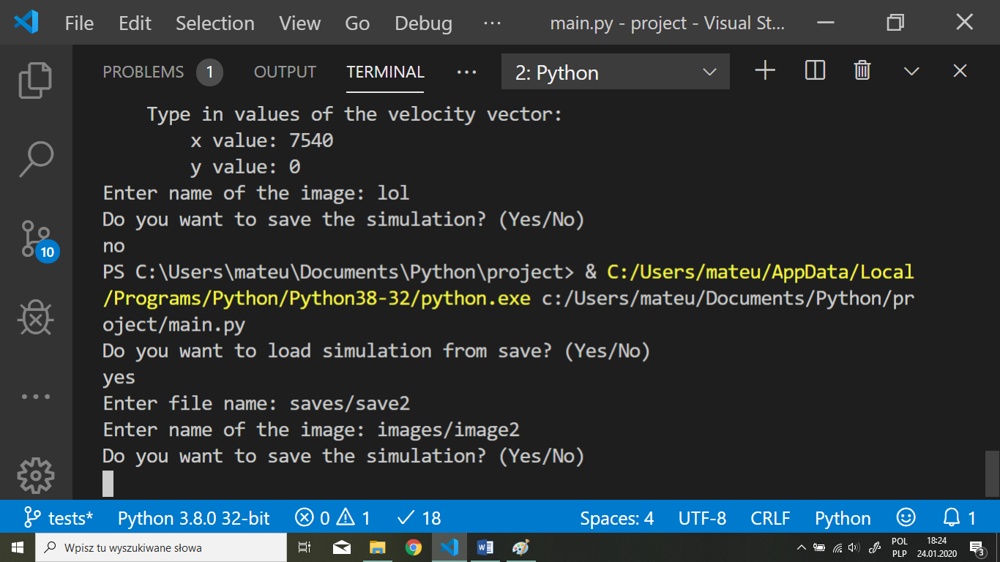 File Edit Selection View Go Debug ··· main.py - project - Visual St...
PROBLEMS 1 OUTPUT TERMINAL ··· 2: Python
Type in values of the velocity vector:
x value: 7540
y value: 0
Enter name of the image: lol
Do you want to save the simulation? (Yes/No)
no
PS C:\Users\mateu\Documents\Python\project> & C:/Users/mateu/AppData/Local
/Programs/Python/Python38-32/python.exe c:/Users/mateu/Documents/Python/pr
oject/main.py
Do you want to load simulation from save? (Yes/No)
yes
Enter file name: saves/save2
Enter name of the image: images/image2
Do you want to save the simulation? (Yes/No)
10
tests* Python 3.8.0 32-bit 0 1 18 Spaces: 4 UTF-8 CRLF Python 1
Wpisz tu wyszukiwane słowa
POL 18:24
PLP 24.01.2020 3